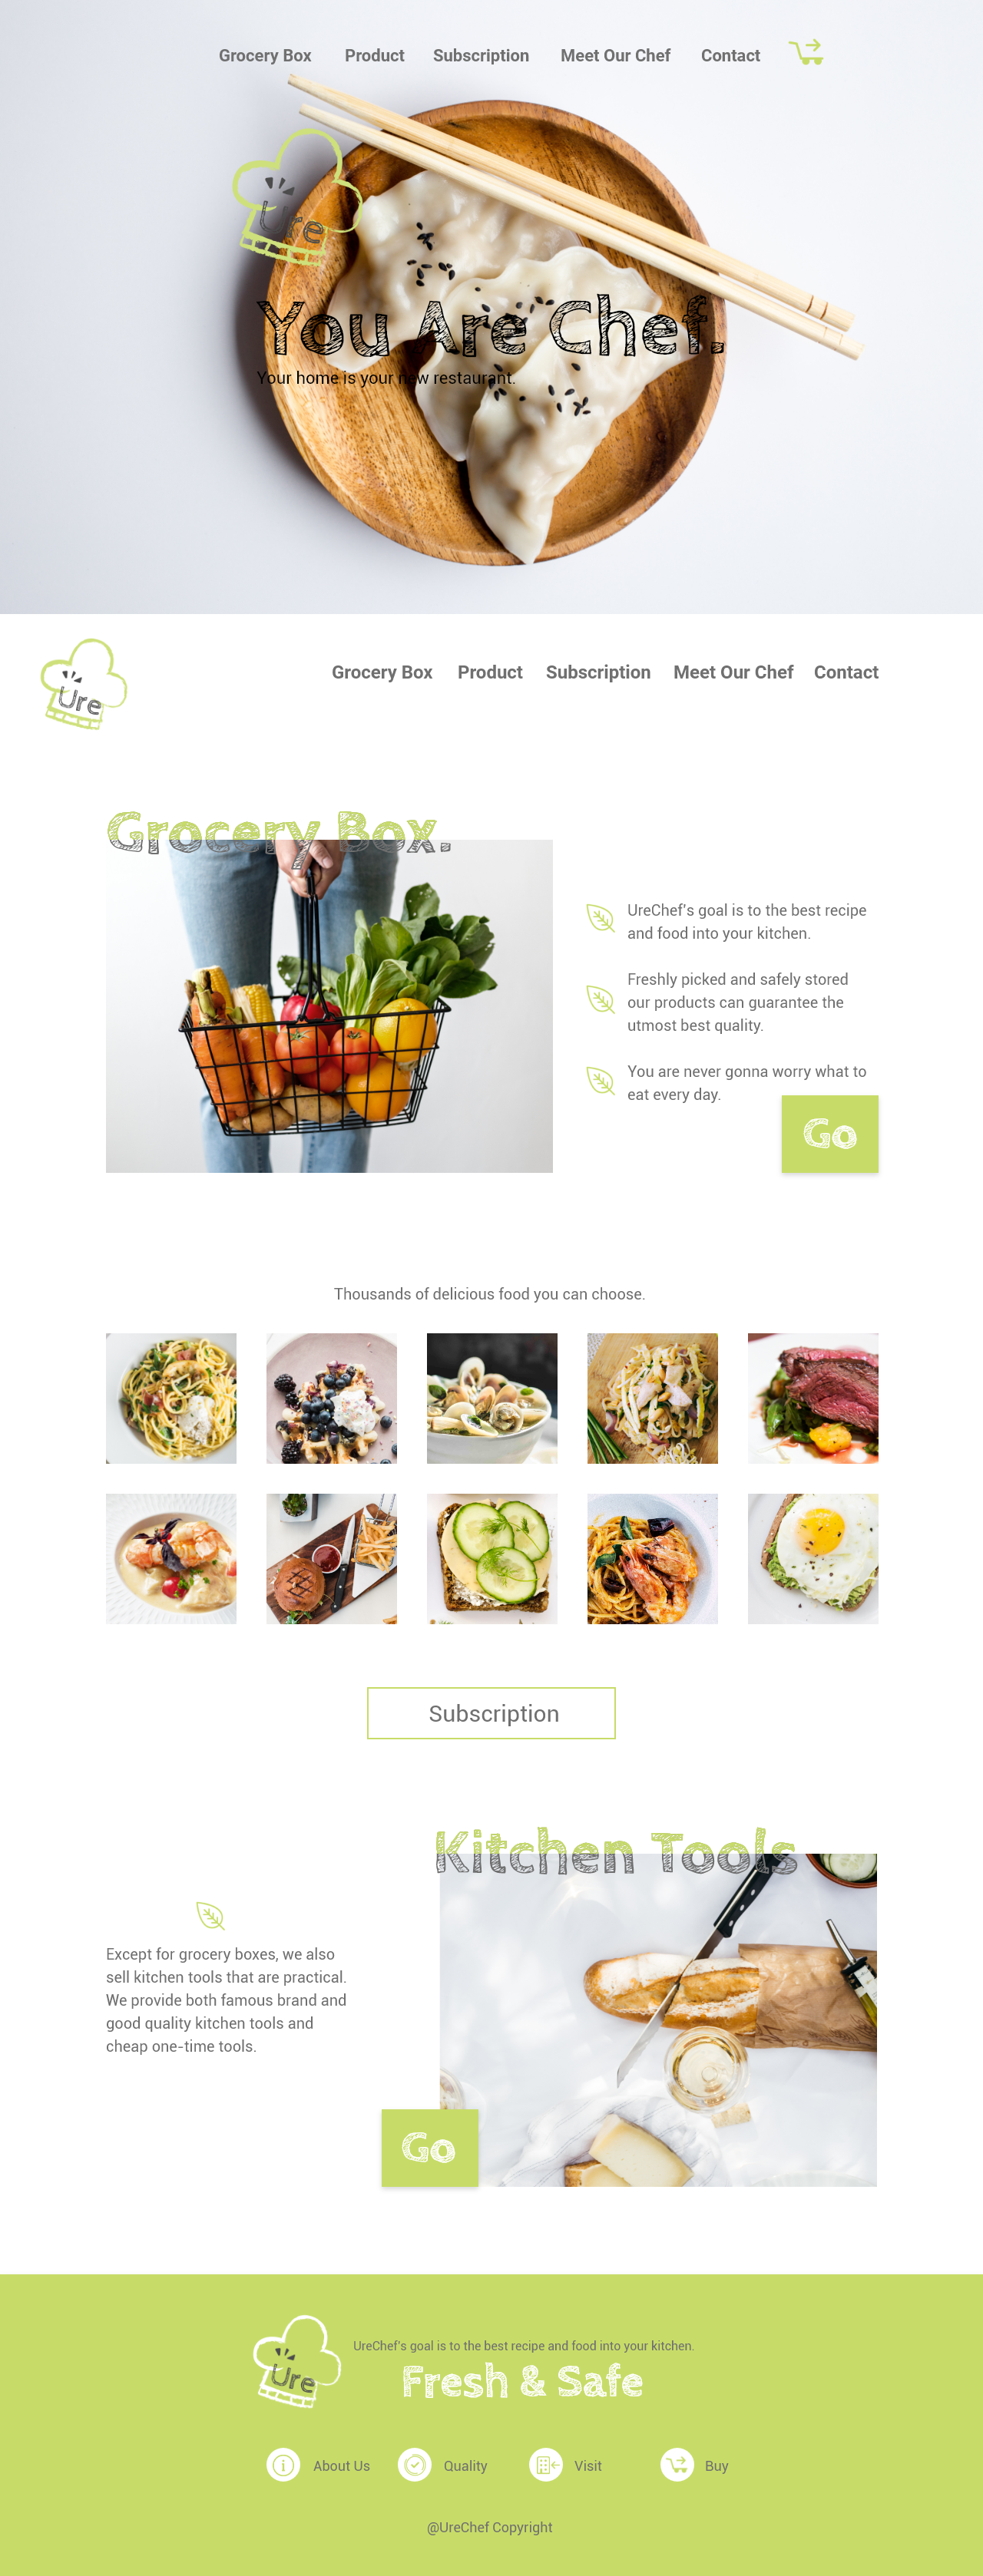 Grocery Box Product Subscription Meet Our Chef Contact
Ure
You Are Chef.
Your home is your new restaurant.
Ure
Grocery Box Product Subscription Meet Our Chef Contact
Grocery Box.
UreChef's goal is to the best recipe
and food into your kitchen.
Freshly picked and safely stored
our products can guarantee the
utmost best quality.
You are never gonna worry what to
eat every day.
Go
Thousands of delicious food you can choose.
Subscription
Kitchen Tools
Except for grocery boxes, we also
sell kitchen tools that are practical.
We provide both famous brand and
good quality kitchen tools and
cheap one-time tools.
Go
Ure
UreChef's goal is to the best recipe and food into your kitchen.
Fresh & Safe
About Us Quality Visit Buy
@UreChef Copyright